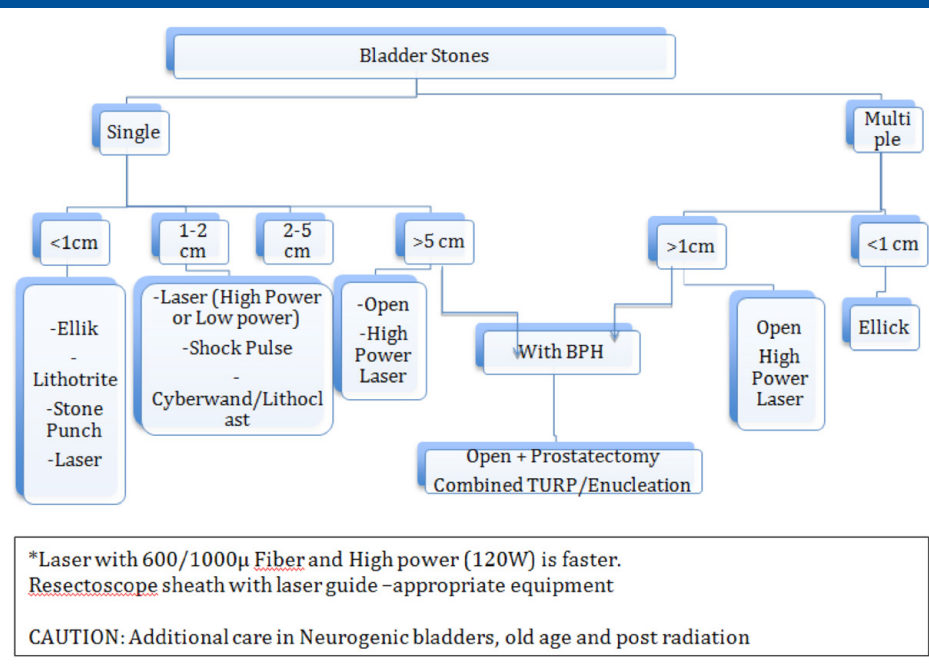 Bladder Stones
Single
Multi
ple
<1cm
1-2
cm
2-5
cm
>5 cm
>1cm
<1 cm
-Ellik
-
Lithotrite
-Stone
Punch
-Laser
-Laser (High Power
or Low power)
-Shock Pulse
-
Cyberwand/Lithocl
ast
-Open
-High
Power
Laser
With BPH
Open
High
Power
Laser
Ellick
Open + Prostatectomy
Combined TURP/Enucleation
*Laser with 600/1000µ Fiber and High power (120W) is faster.
Resectoscope sheath with laser guide –appropriate equipment
CAUTION: Additional care in Neurogenic bladders, old age and post radiation